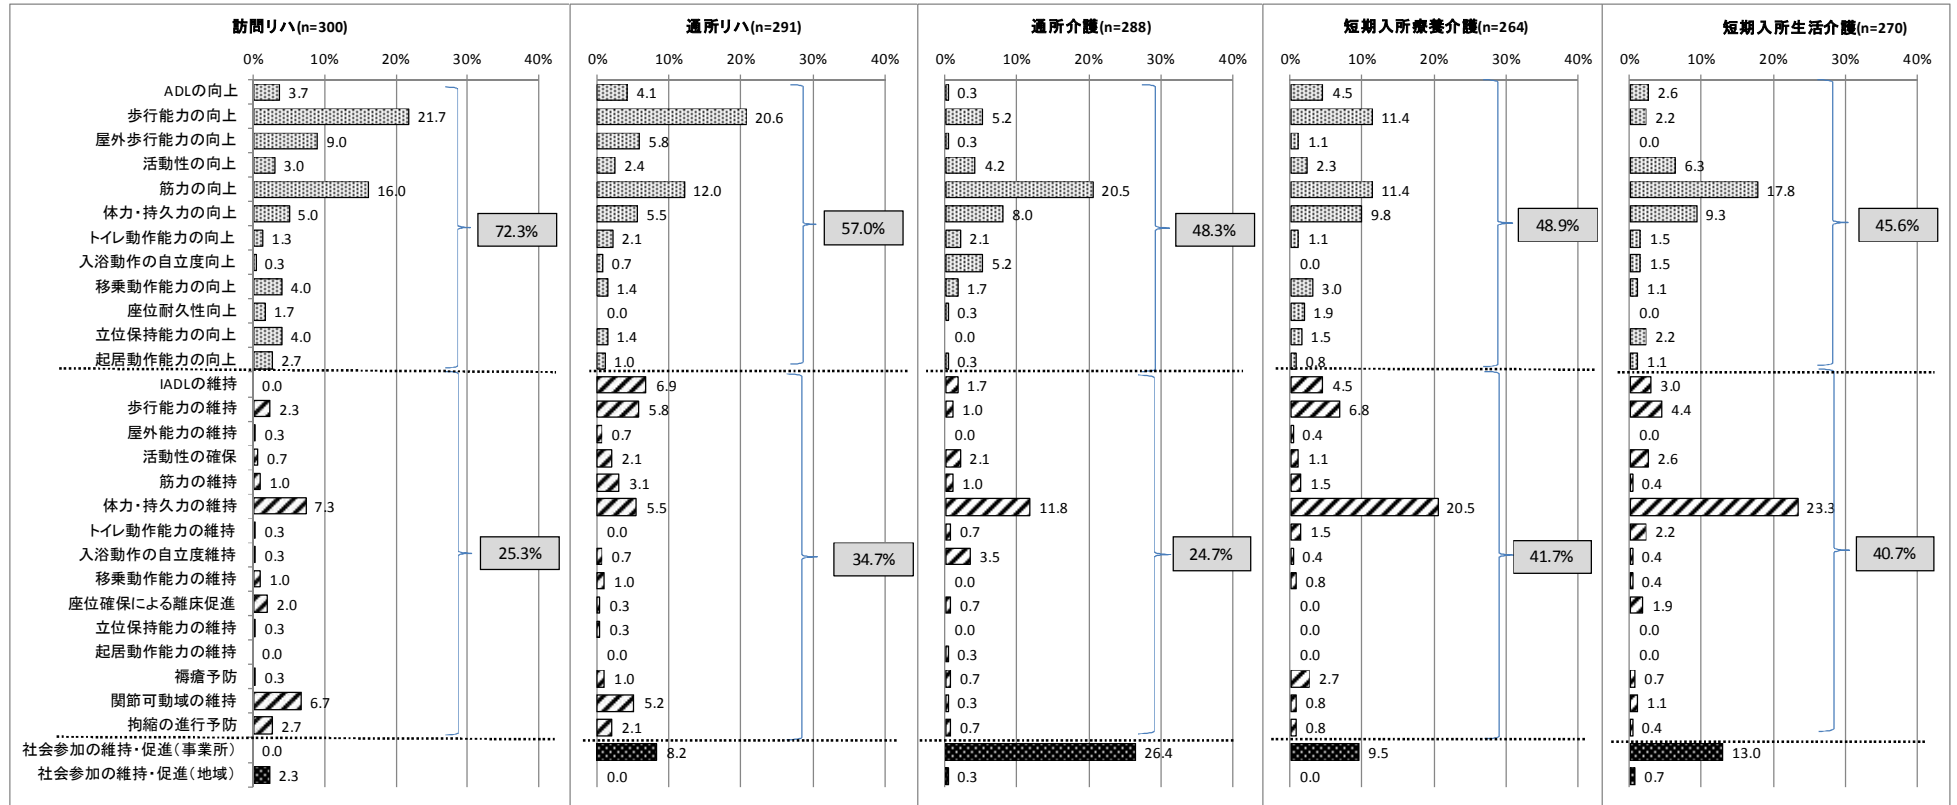 訪問リハ(n=300) 通所リハ(n=291) 通所介護(n=288) 短期入所療養介護(n=264) 短期入所生活介護(n=270)
0% 10% 20% 30% 40% 0% 10% 20% 30% 40% 0% 10% 20% 30% 40% 0% 10% 20% 30% 40% 0% 10% 20% 30% 40%
ADLの向上 3.7 4.1 0.3 4.5 2.6
歩行能力の向上 21.7 20.6 5.2 11.4 2.2
屋外歩行能力の向上 9.0 5.8 0.3 1.1 0.0
活動性の向上 3.0 2.4 4.2 2.3 6.3
筋力の向上 16.0 12.0 20.5 11.4 17.8
体力・持久力の向上 5.0 5.5 8.0 9.8 9.3
72.3% 57.0% 48.3% 48.9% 45.6%
トイレ動作能力の向上 1.3 2.1 2.1 1.1 1.5
入浴動作の自立度向上 0.3 0.7 5.2 0.0 1.5
移乗動作能力の向上 4.0 1.4 1.7 3.0 1.1
座位耐久性向上 1.7 0.0 0.3 1.9 0.0
立位保持能力の向上 4.0 1.4 0.0 1.5 2.2
起居動作能力の向上 2.7 1.0 0.3 0.8 1.1
IADLの維持 0.0 6.9 1.7 4.5 3.0
歩行能力の維持 2.3 5.8 1.0 6.8 4.4
屋外能力の維持 0.3 0.7 0.0 0.4 0.0
活動性の確保 0.7 2.1 2.1 1.1 2.6
筋力の維持 1.0 3.1 1.0 1.5 0.4
体力・持久力の維持 7.3 5.5 11.8 20.5 23.3
トイレ動作能力の維持 0.3 0.0 0.7 1.5 2.2
入浴動作の自立度維持 0.3 0.7 3.5 0.4 0.4
25.3% 34.7% 24.7% 41.7% 40.7%
移乗動作能力の維持 1.0 1.0 0.0 0.8 0.4
座位確保による離床促進 2.0 0.3 0.7 0.0 1.9
立位保持能力の維持 0.3 0.3 0.0 0.0 0.0
起居動作能力の維持 0.0 0.0 0.3 0.0 0.0
褥瘡予防 0.3 1.0 0.7 2.7 0.7
関節可動域の維持 6.7 5.2 0.3 0.8 1.1
拘縮の進行予防 2.7 2.1 0.7 0.8 0.4
社会参加の維持・促進(事業所) 0.0 8.2 26.4 9.5 13.0
社会参加の維持・促進(地域) 2.3 0.0 0.3 0.0 0.7